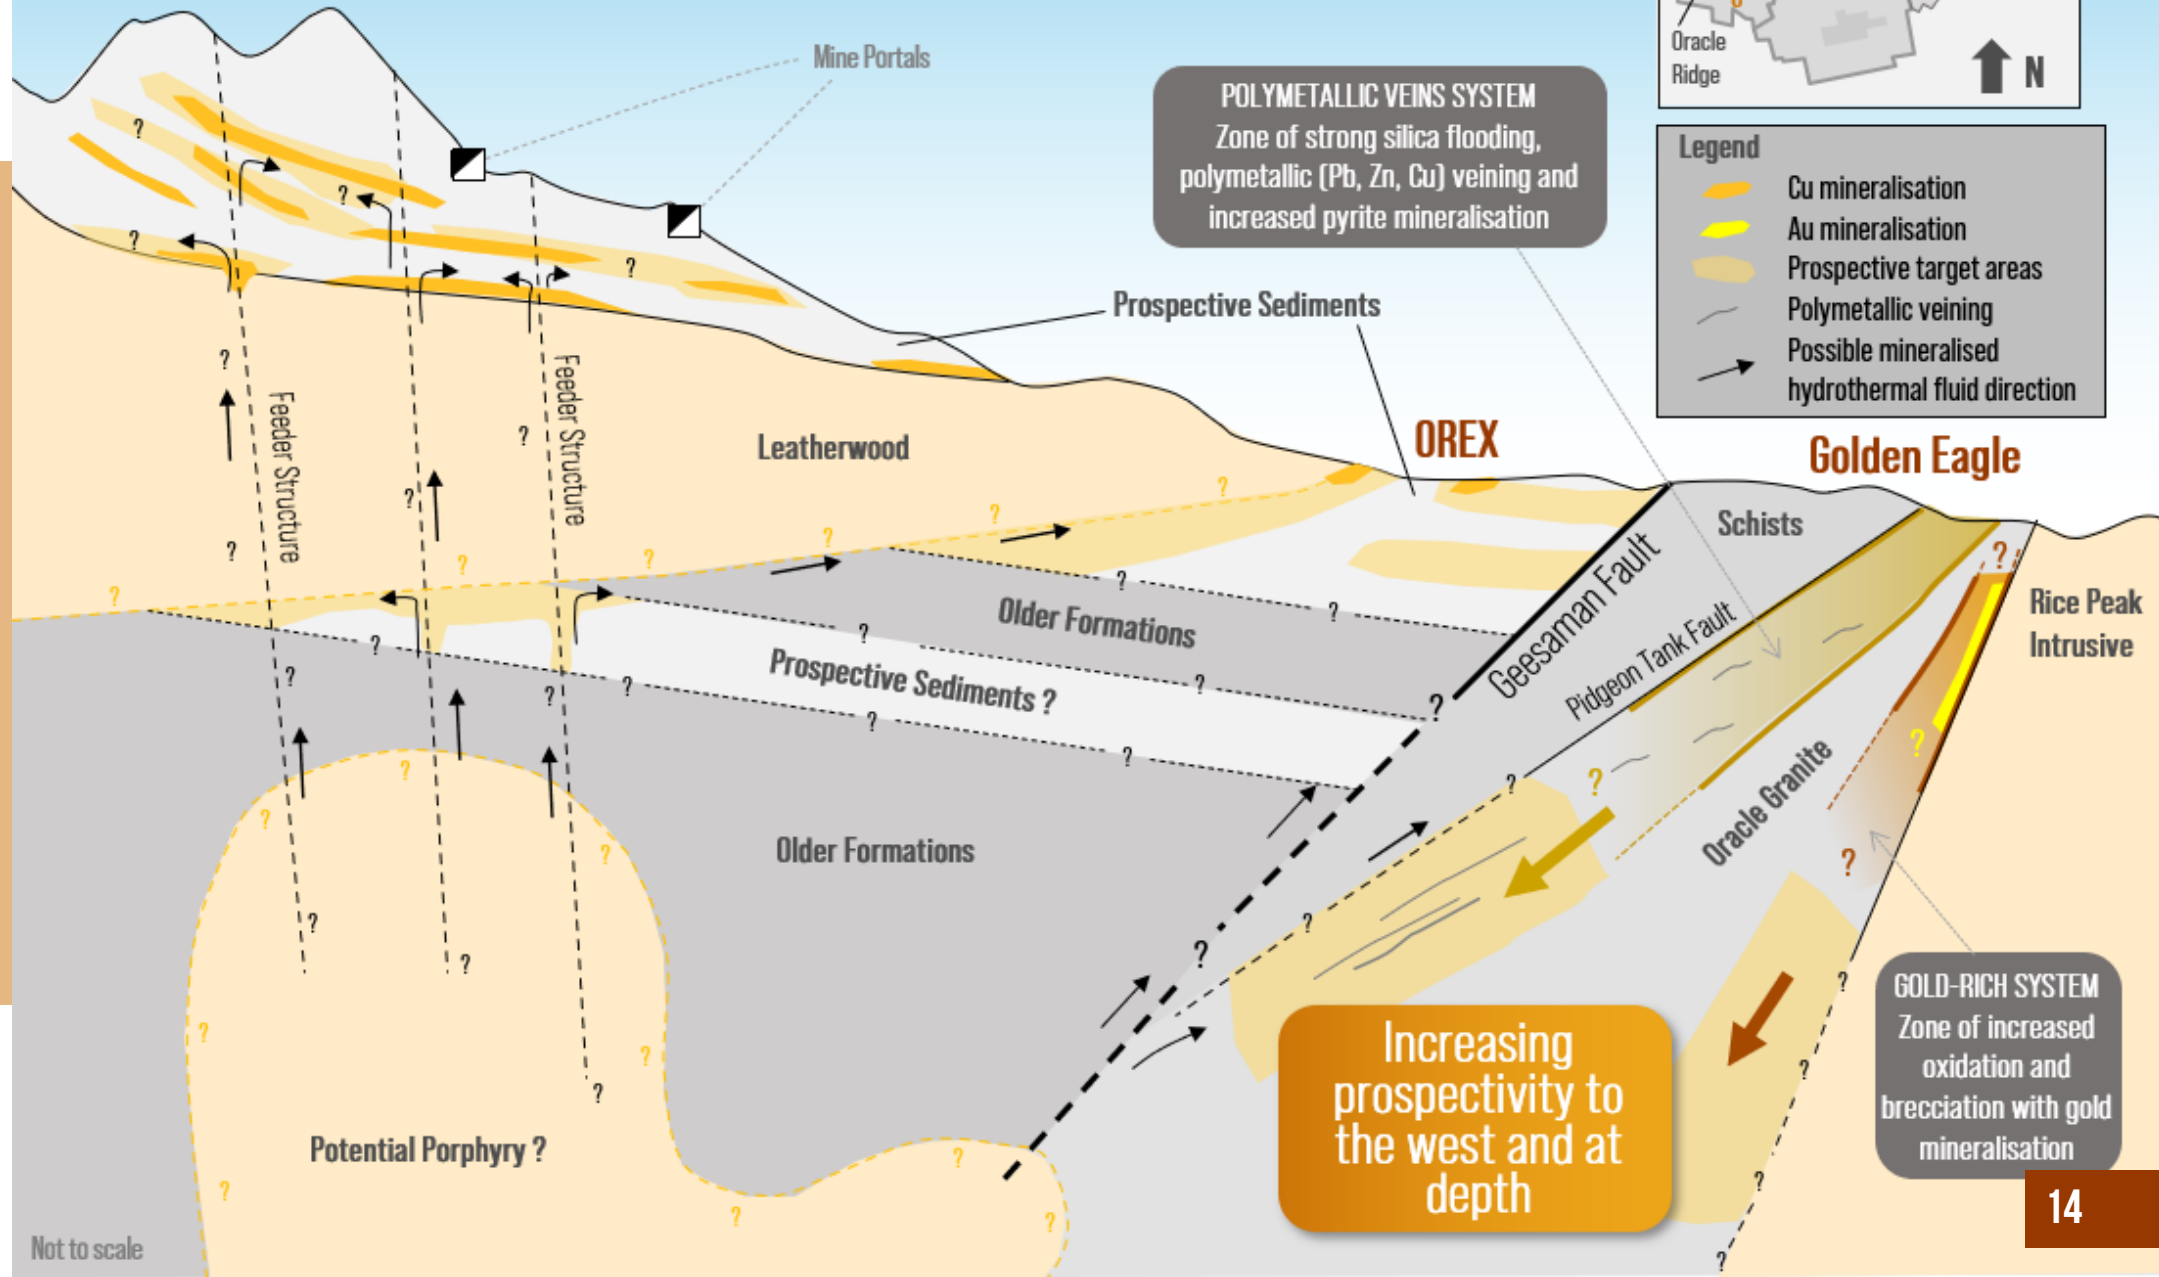 Mine Portals
Oracle
Ridge
N
POLYMETALLIC VEINS SYSTEM
Zone of strong silica flooding,
polymetallic (Pb, Zn, Cu) veining and
increased pyrite mineralisation
Legend
Cu mineralisation
Au mineralisation
Prospective target areas
Polymetallic veining
Possible mineralised
hydrothermal fluid direction
?
?
?
?
Prospective Sediments
?
Feeder Structure
Feeder Structure
?
Leatherwood
OREX
Golden Eagle
?
?
?
?
?
?
?
?
?
Schists
Geesaman Fault
Pidgeon Tank Fault
?
Rice Peak
Intrusive
?
?
Older Formations
?
?
Prospective Sediments ?
?
?
?
?
?
?
?
?
?
?
?
?
?
Oracle Granite
?
?
Older Formations
?
?
?
?
?
?
?
?
GOLD-RICH SYSTEM
Zone of increased
oxidation and
brecciation with gold
mineralisation
Increasing
prospectivity to
the west and at
depth
?
?
?
?
Potential Porphyry ?
?
?
?
?
?
?
Not to scale
14